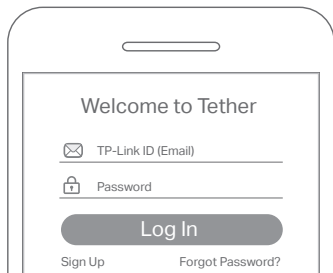 Welcome to Tether
TP-Link ID (Email)
Password
Log In
Sign Up Forgot Password?